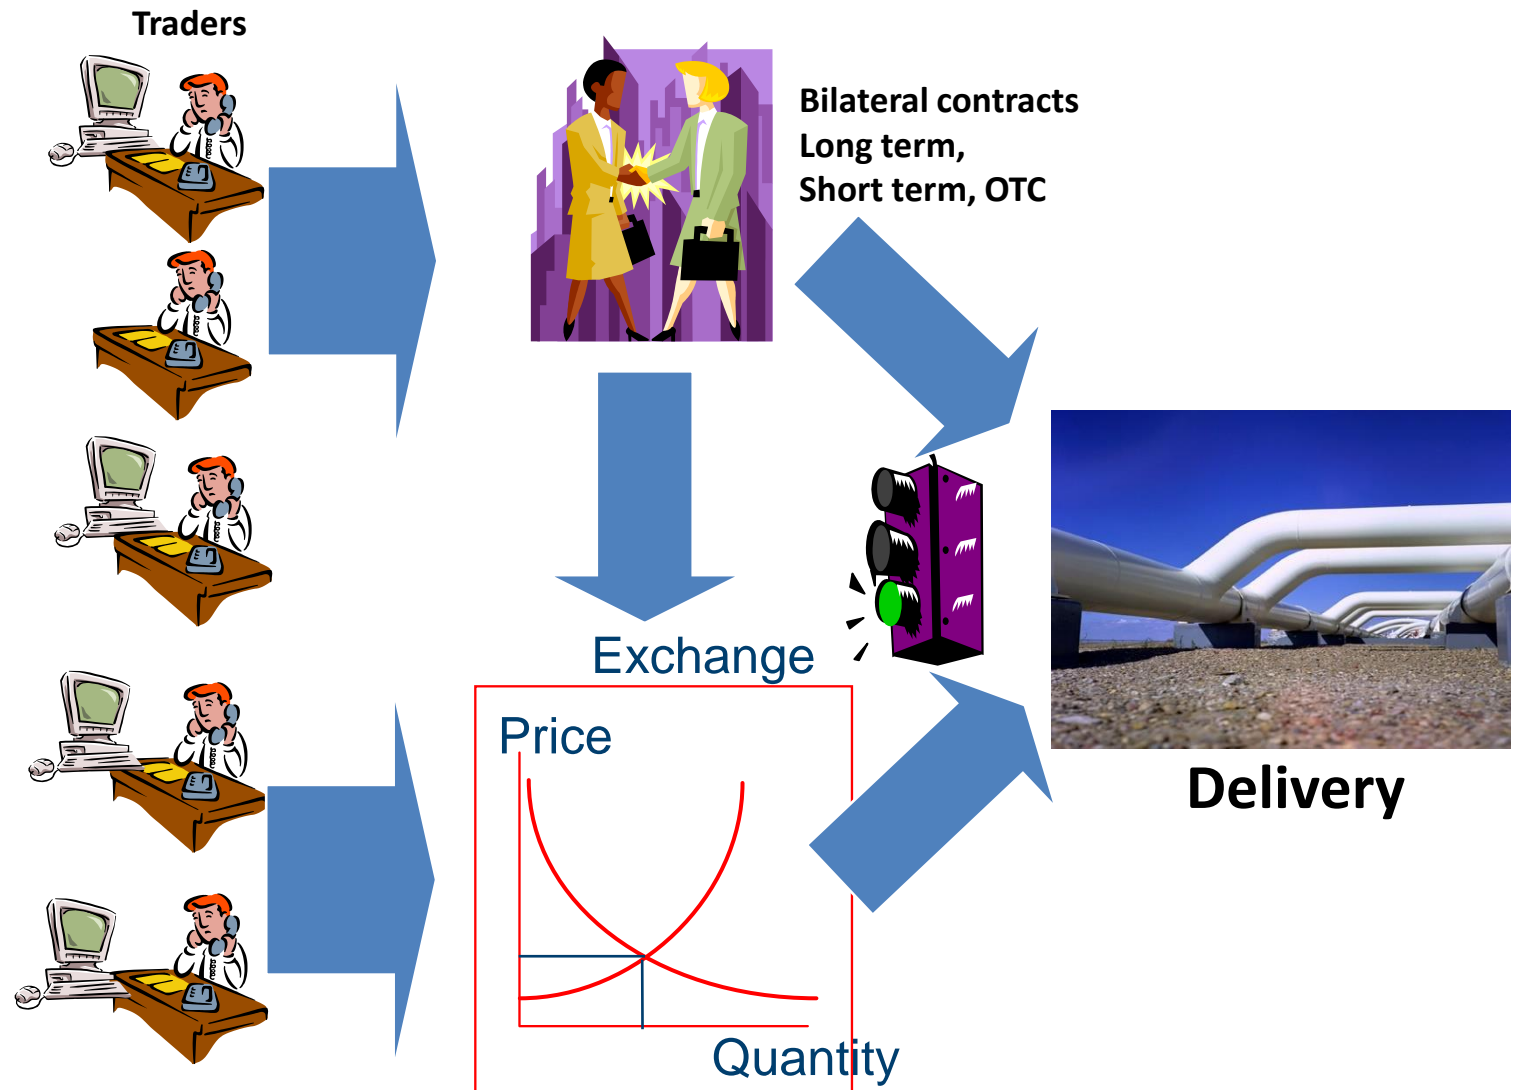 Traders
Bilateral contracts
Long term,
Short term, OTC
Exchange
Price
Quantity
Delivery